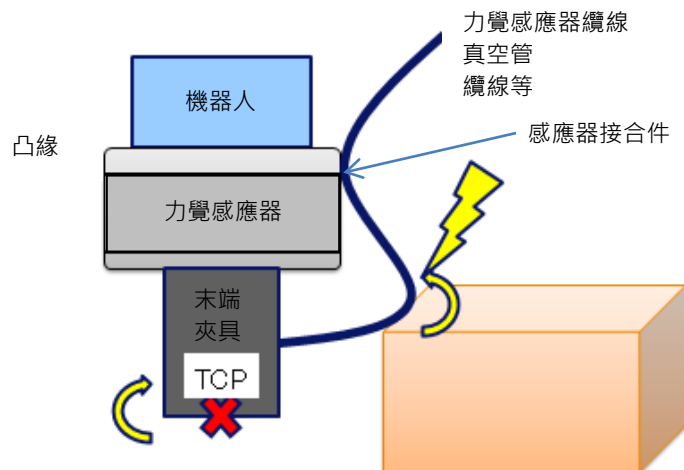 力覺感應器纜線
真空管
纜線等
機器人
感應器接合件
凸緣
力覺感應器
末端
夾具
TCP